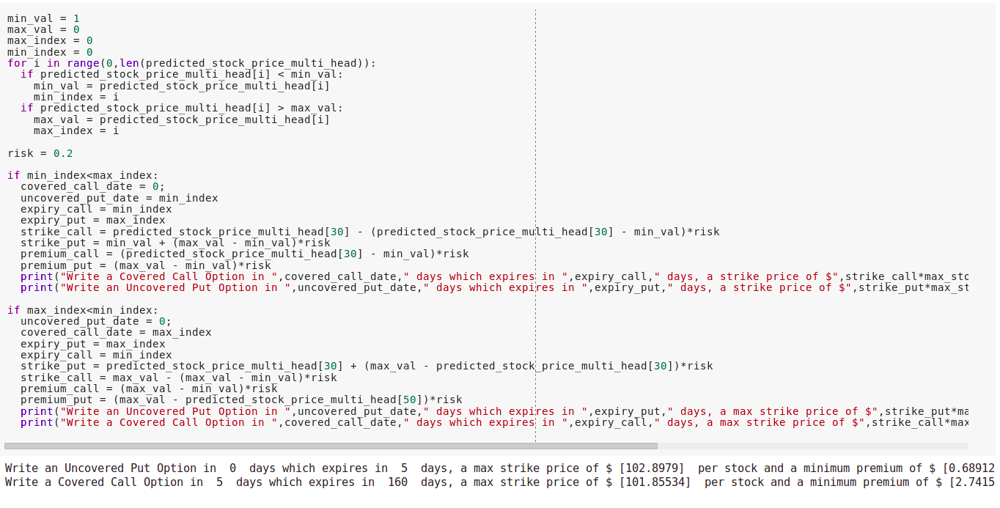 min_val = 1
max_val = 0
max_index = 0
min_index = 0
for i in range(0,len(predicted_stock_price_multi_head)):
  if predicted_stock_price_multi_head[i] < min_val:
    min_val = predicted_stock_price_multi_head[i]
    min_index = i
  if predicted_stock_price_multi_head[i] > max_val:
    max_val = predicted_stock_price_multi_head[i]
    max_index = i
risk = 0.2
if min_index<max_index:
  covered_call_date = 0;
  uncovered_put_date = min_index
  expiry_call = min_index
  expiry_put = max_index
  strike_call = predicted_stock_price_multi_head[30] - (predicted_stock_price_multi_head[30] - min_val)*risk
  strike_put = min_val + (max_val - min_val)*risk
  premium_call = (predicted_stock_price_multi_head[30] - min_val)*risk
  premium_put = (max_val - min_val)*risk
  print("Write a Covered Call Option in ",covered_call_date," days which expires in ",expiry_call," days, a strike price of $",strike_call*max_stc
  print("Write an Uncovered Put Option in ",uncovered_put_date," days which expires in ",expiry_put," days, a strike price of $",strike_put*max_st
if max_index<min_index:
  uncovered_put_date = 0;
  covered_call_date = max_index
  expiry_put = max_index
  expiry_call = min_index
  strike_put = predicted_stock_price_multi_head[30] + (max_val - predicted_stock_price_multi_head[30])*risk
  strike_call = max_val - (max_val - min_val)*risk
  premium_call = (max_val - min_val)*risk
  premium_put = (max_val - predicted_stock_price_multi_head[50])*risk
  print("Write an Uncovered Put Option in ",uncovered_put_date," days which expires in ",expiry_put," days, a max strike price of $",strike_put*ma
  print("Write a Covered Call Option in ",covered_call_date," days which expires in ",expiry_call," days, a max strike price of $",strike_call*max
Write an Uncovered Put Option in  0  days which expires in  5  days, a max strike price of $ [102.8979]  per stock and a minimum premium of $ [0.68912
Write a Covered Call Option in  5  days which expires in  160  days, a max strike price of $ [101.85534]  per stock and a minimum premium of $ [2.7415